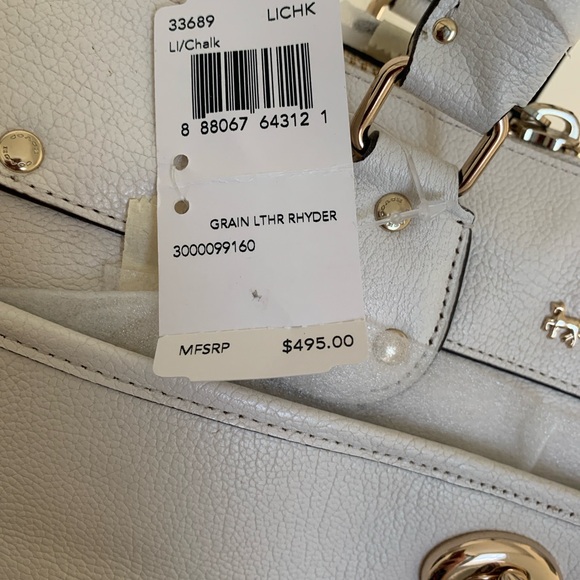 33689 LICHK
LI/Chalk
8 88067 64312 1
GRAIN LTHR RHYDER
3000099160
MFSRP $495.00